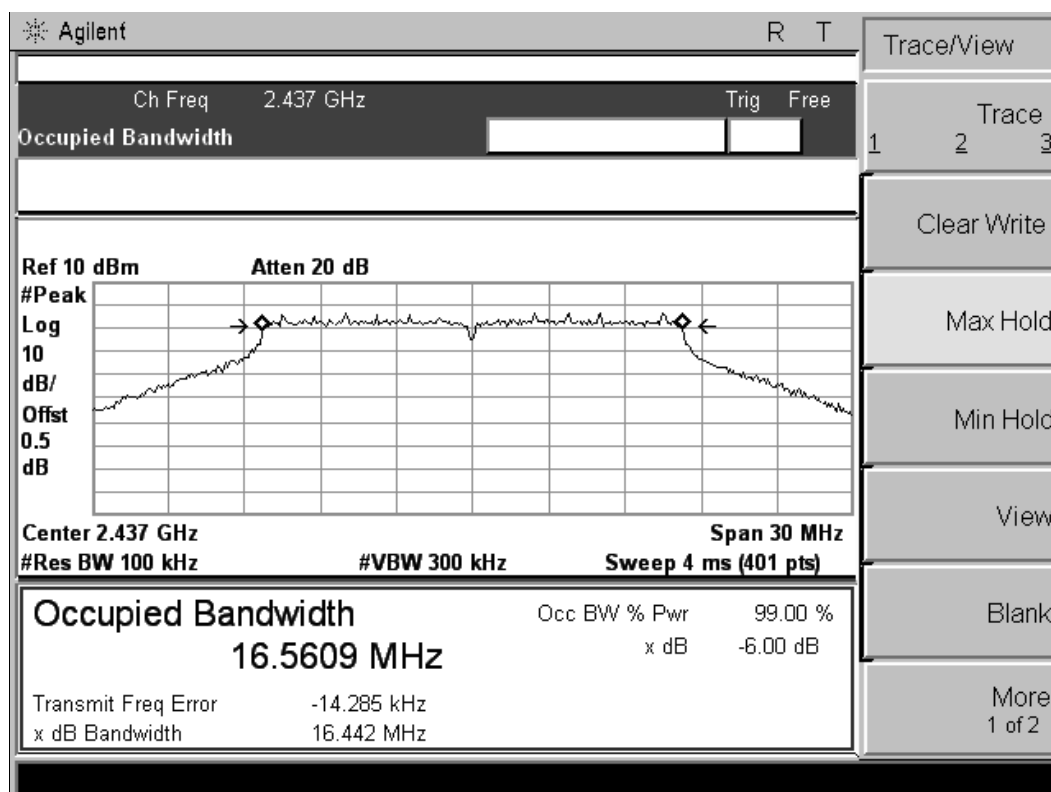 Agilent R T
Trace/View
Ch Freq 2.437 GHz Trig Free
Occupied Bandwidth
Trace
1 2 3
Clear Write
Ref 10 dBm Atten 20 dB
#Peak
Log
10
dB/
Offst
0.5
dB
Max Hold
Min Hold
View
Center 2.437 GHz Span 30 MHz
#Res BW 100 kHz #VBW 300 kHz Sweep 4 ms (401 pts)
Occupied Bandwidth Occ BW % Pwr 99.00 %
16.5609 MHz x dB -6.00 dB
Blank
Transmit Freq Error -14.285 kHz
x dB Bandwidth 16.442 MHz
More
1 of 2